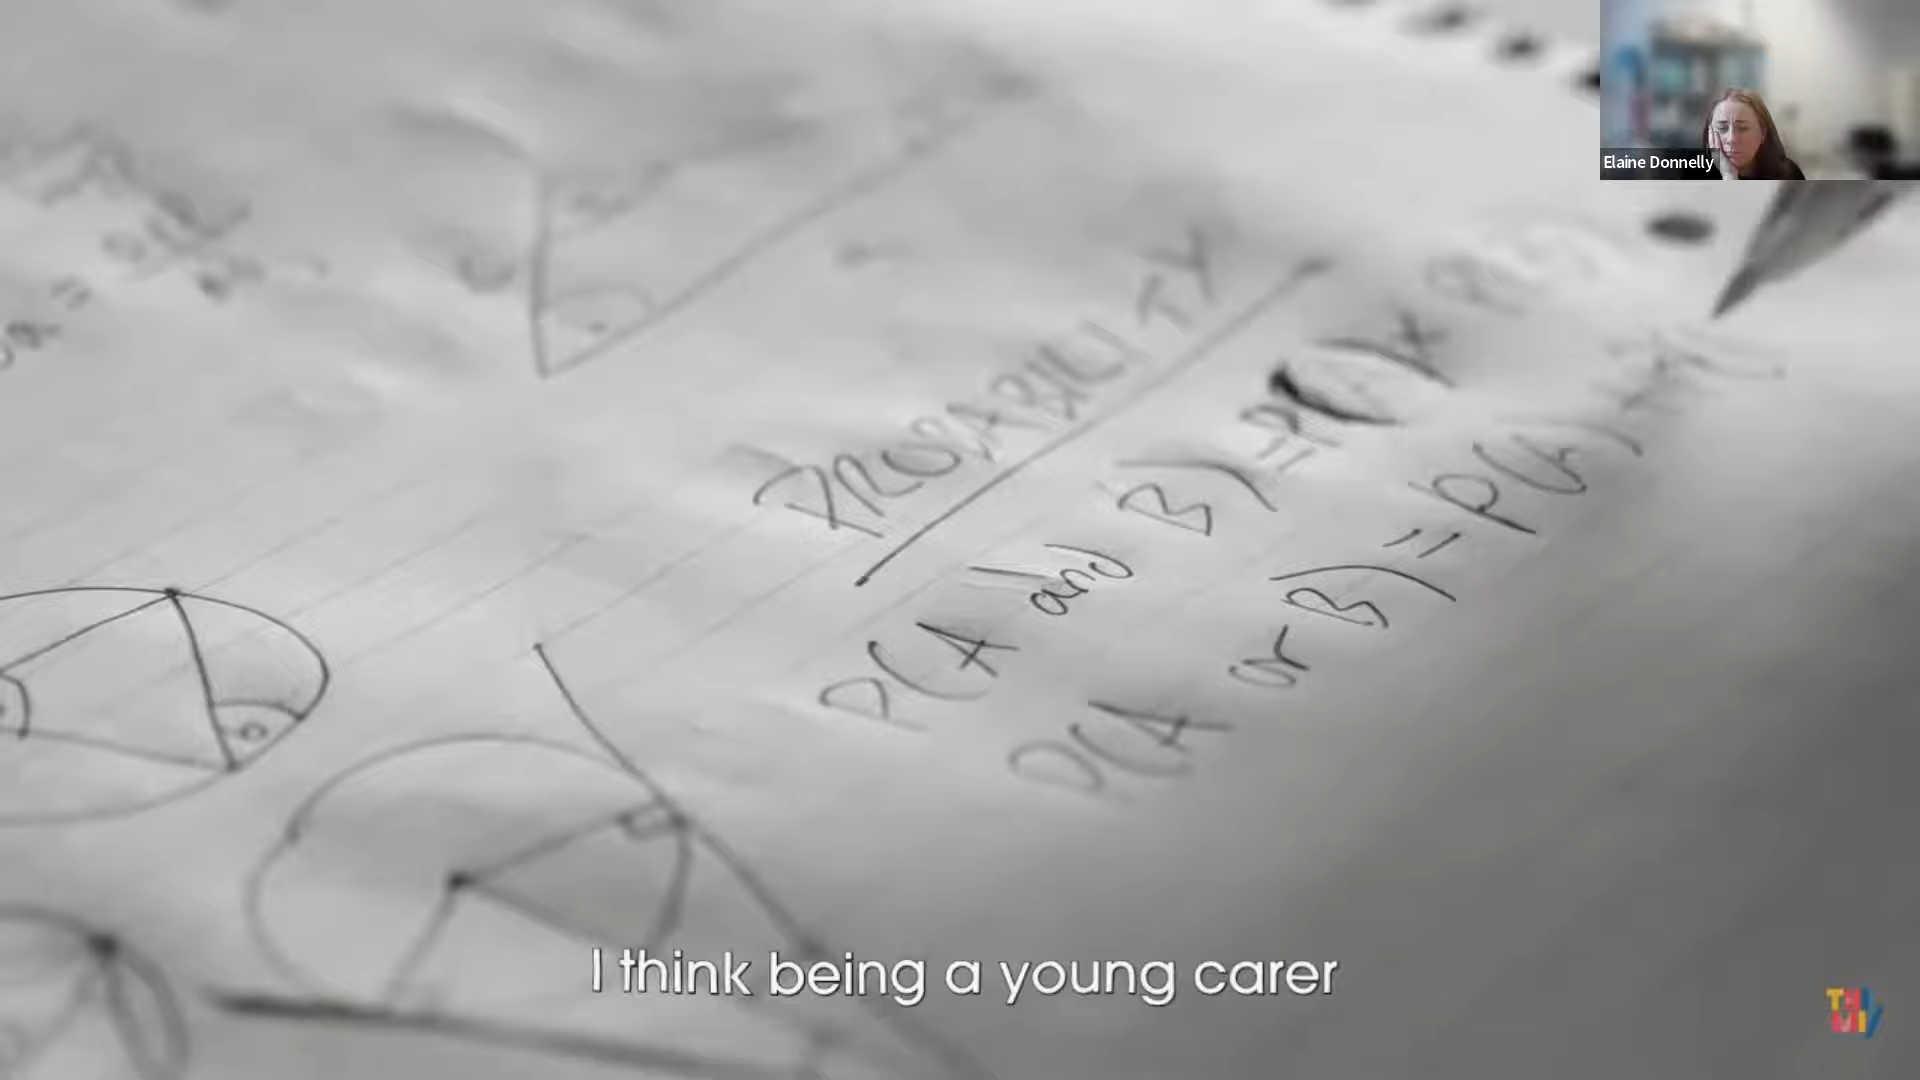 Elaine Donnelly
PROBABILITY
P(A and B) = P( ) x
P(A or B) = P(A) +
I think being a young carer